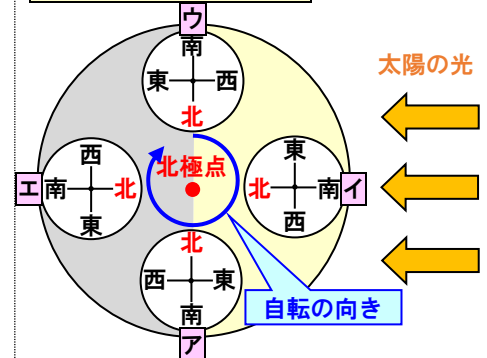 ウ
南
東 西
北
太陽の光
西
エ 南 北
東
北極点
東
北 南 イ
西
北
西 東
南
ア
自転の向き